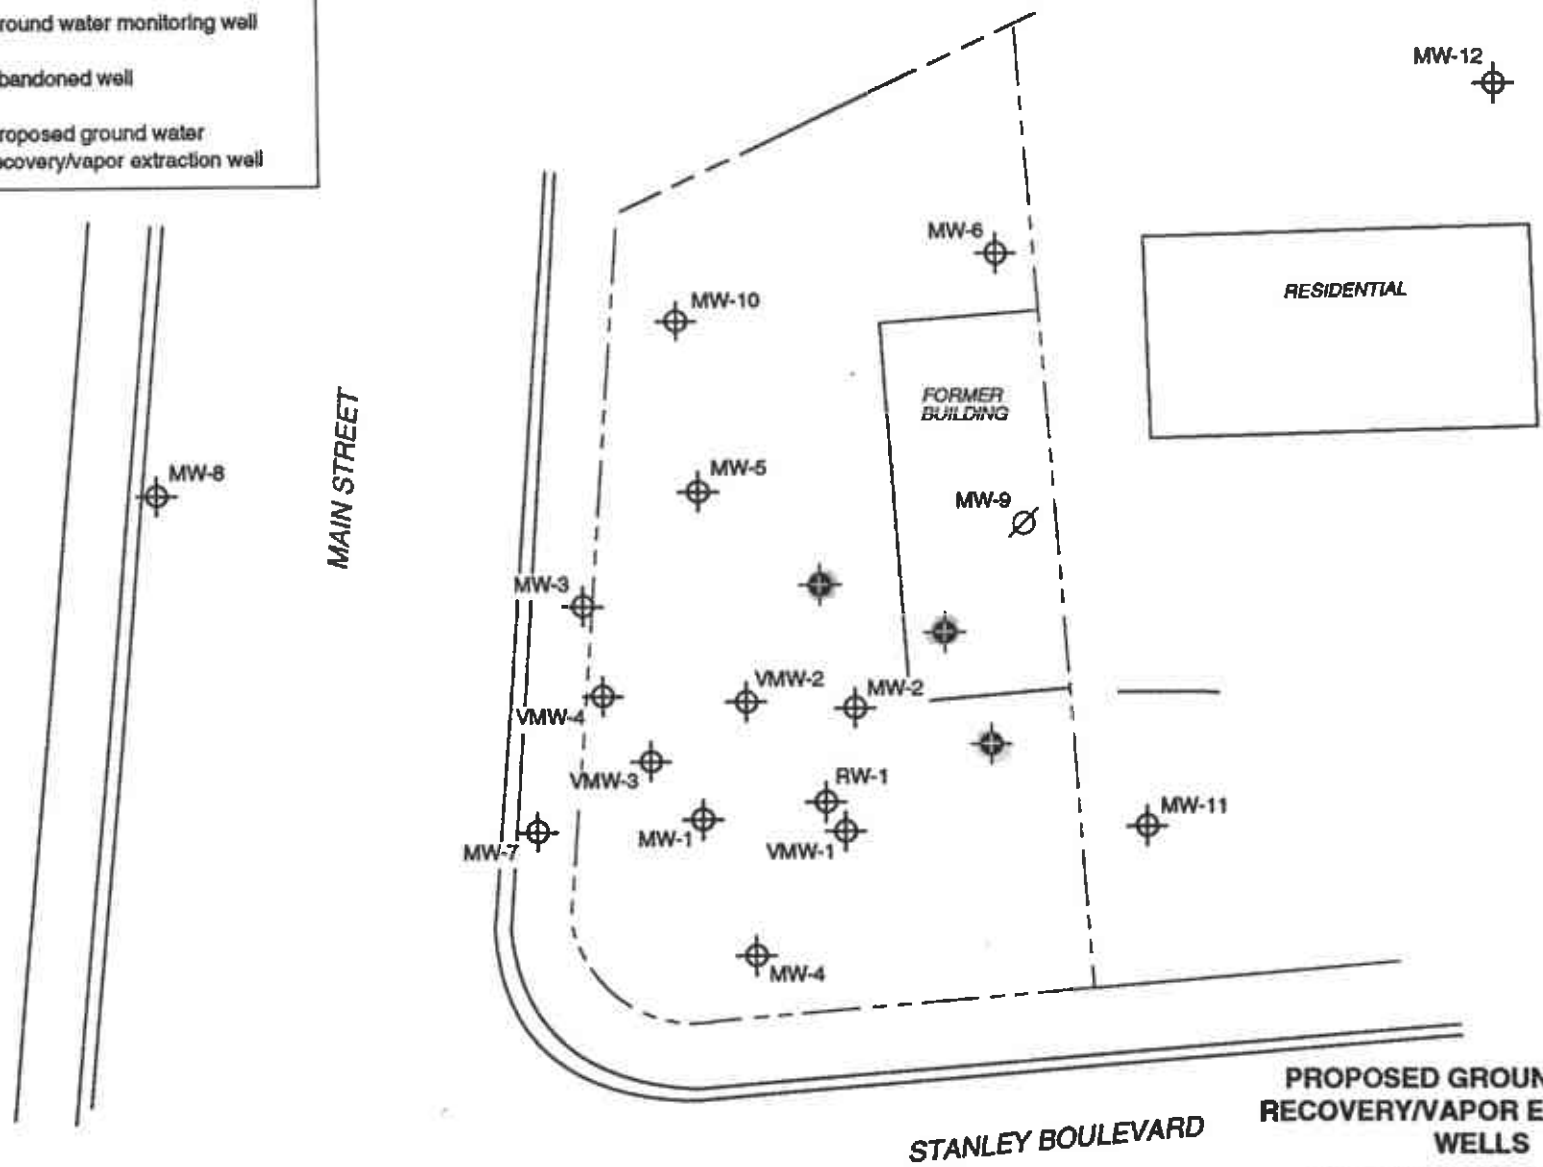 round water monitoring well
bandoned well
roposed ground water
ecovery/vapor extraction well
MW-12
MW-6
RESIDENTIAL
MW-10
FORMER
BUILDING
MAIN STREET
MW-8
MW-5
MW-9
MW-3
VMW-2
MW-2
VMW-4
VMW-3
RW-1
MW-11
MW-1
VMW-1
MW-7
MW-4
PROPOSED GROUN
RECOVERY/VAPOR E
WELLS
STANLEY BOULEVARD